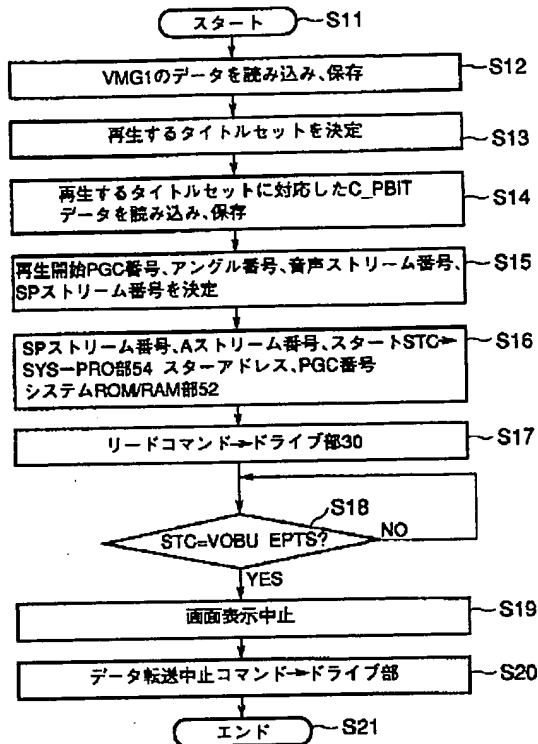 スタート S11
VMG1のデータを読み込み、保存 S12
再生するタイトルセットを決定 S13
再生するタイトルセットに対応したC_PBIT S14
データを読み込み、保存
再生開始PGC番号、アングル番号、音声ストリーム番号、 S15
SPストリーム番号を決定
SPストリーム番号、Aストリーム番号、スタートSTC→ S16
SYS－PRO部54 スターアドレス、PGC番号
システムROM/RAM部52
リードコマンド→ドライブ部30 S17
S18
STC=VOBU EPTS? NO
YES
画面表示中止 S19
データ転送中止コマンド→ドライブ部 S20
エンド S21